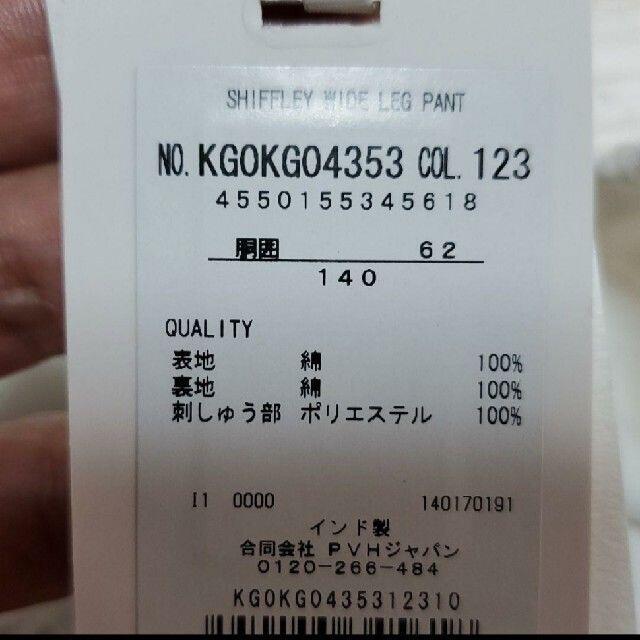 SHIFFLEY WIDE LEG PANT
NO. KG0KG04353 COL. 123
4550155345618
胴囲 62
140
QUALITY
表地 綿 100%
裏地 綿 100%
刺しゅう部 ポリエステル 100%
I1 0000 140170191
インド製
合同会社 PVHジャパン
0120-266-484
KG0KG0435312310